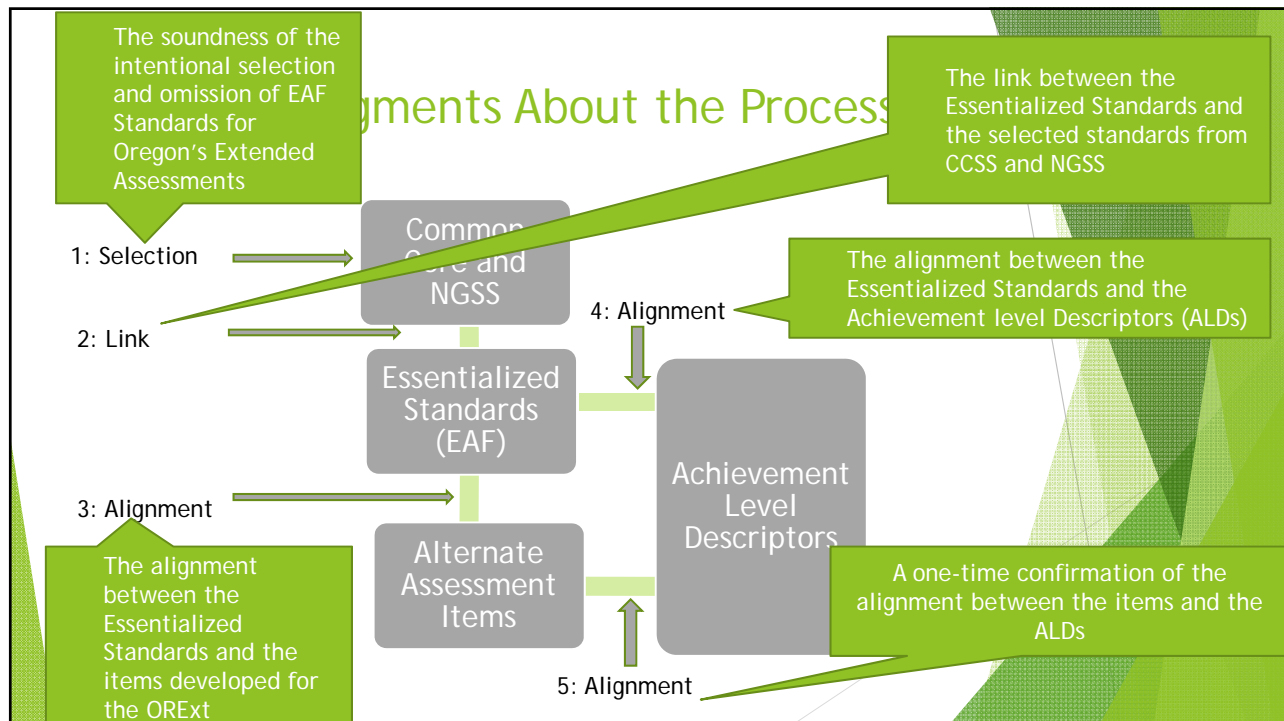 The soundness of the
intentional selection
and omission of EAF
Standards for
Oregon's Extended
Assessments
gments About the Process
The link between the
Essentialized Standards and
the selected standards from
CCSS and NGSS
1: Selection
Common
Core and
NGSS
2: Link
4: Alignment
The alignment between the
Essentialized Standards and the
Achievement level Descriptors (ALDs)
Essentialized
Standards
(EAF)
3: Alignment
Achievement
Level
Descriptors
The alignment
between the
Essentialized
Standards and the
items developed for
the ORExt
Alternate
Assessment
Items
A one-time confirmation of the
alignment between the items and the
ALDs
5: Alignment